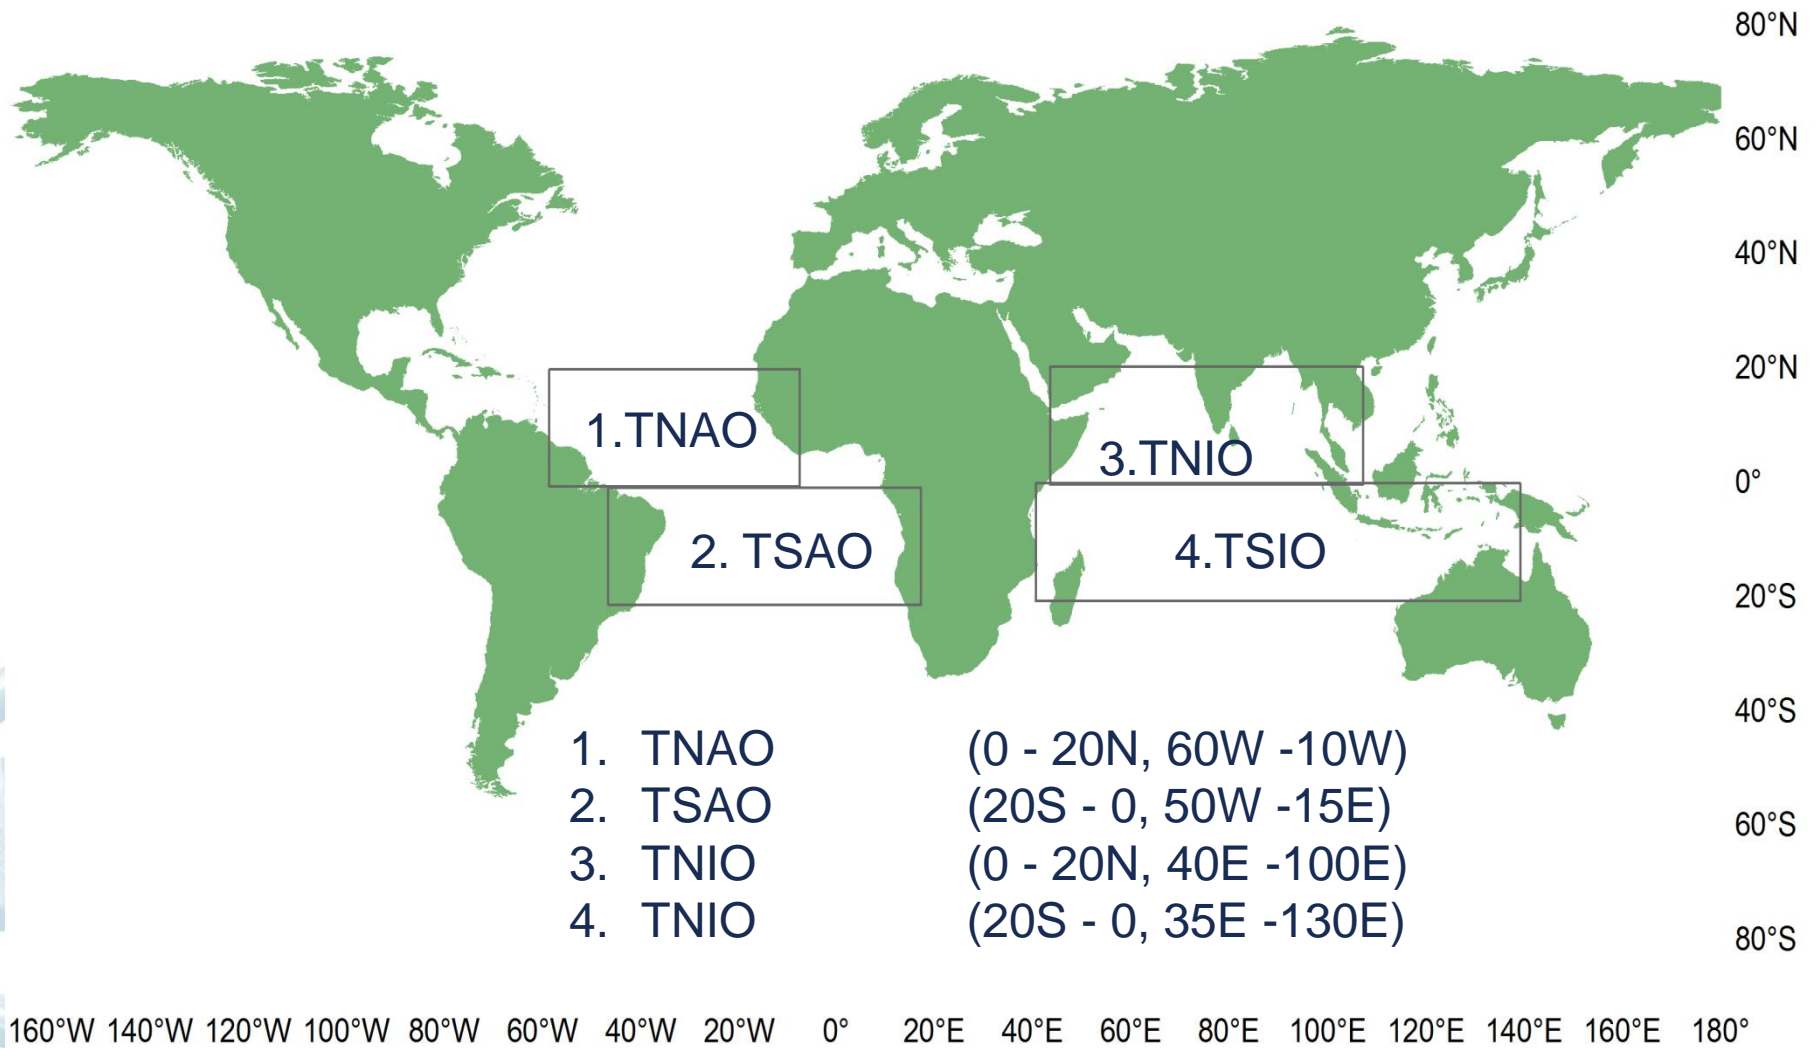 80°N
60°N
40°N
20°N
1.TNAO
3.TNIO
0°
2. TSAO
4.TSIO
20°S
40°S
1. TNAO (0 - 20N, 60W -10W)
2. TSAO (20S - 0, 50W -15E)
60°S
3. TNIO (0 - 20N, 40E -100E)
4. TNIO (20S - 0, 35E -130E)
80°S
160°W 140°W 120°W 100°W 80°W 60°W 40°W 20°W 0° 20°E 40°E 60°E 80°E 100°E 120°E 140°E 160°E 180°